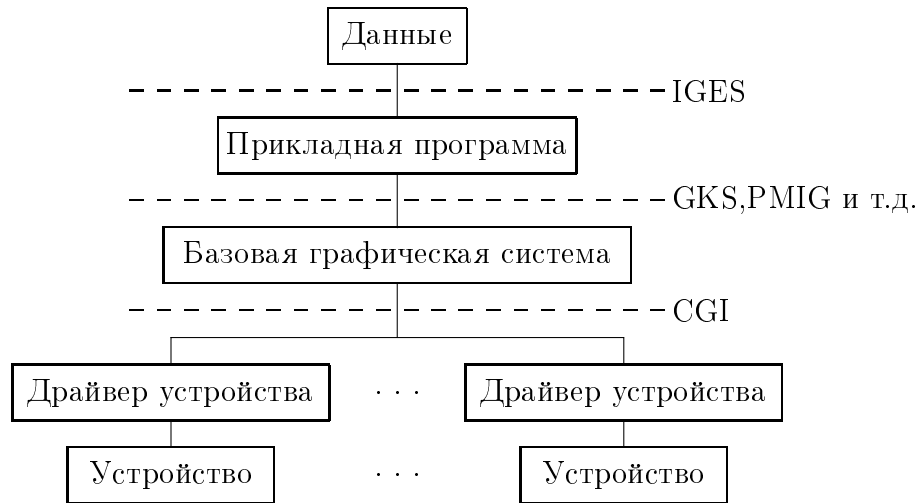 Данные
IGES
Прикладная программа
GKS,PMIG и т.д.
Базовая графическая система
CGI
Драйвер устройства . . . Драйвер устройства
Устройство . . . Устройство